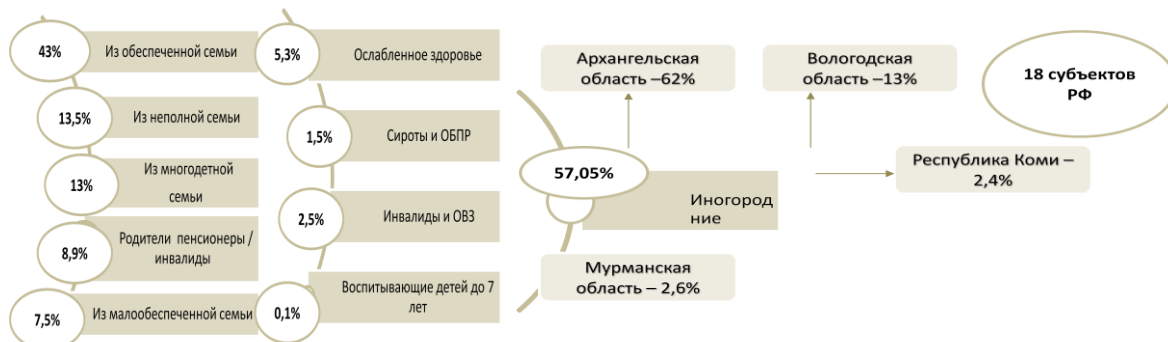 43%
Из обеспеченной семьи
13,5%
Из неполной семьи
13%
Из многодетной
семьи
8,9%
Родители пенсионеры /
инвалиды
7,5%
Из малообеспеченной семьи
5,3%
Ослабленное здоровье
1,5%
Сироты и ОБПР
2,5%
Инвалиды и ОВЗ
0,1%
Воспитывающие детей до 7
лет
Архангельская
область –62%
57,05%
Иногород
ние
Мурманская
область – 2,6%
Вологодская
область –13%
Республика Коми –
2,4%
18 субъектов
РФ